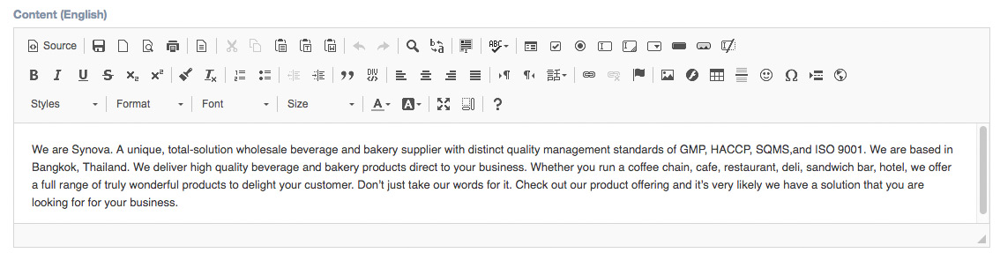 Content (English)
Source ABC
B I U S x₂ x² Ix DIV
Styles Format Font Size A A ?
We are Synova. A unique, total-solution wholesale beverage and bakery supplier with distinct quality management standards of GMP, HACCP, SQMS,and ISO 9001. We are based in
Bangkok, Thailand. We deliver high quality beverage and bakery products direct to your business. Whether you run a coffee chain, cafe, restaurant, deli, sandwich bar, hotel, we offer
a full range of truly wonderful products to delight your customer. Don’t just take our words for it. Check out our product offering and it’s very likely we have a solution that you are
looking for for your business.